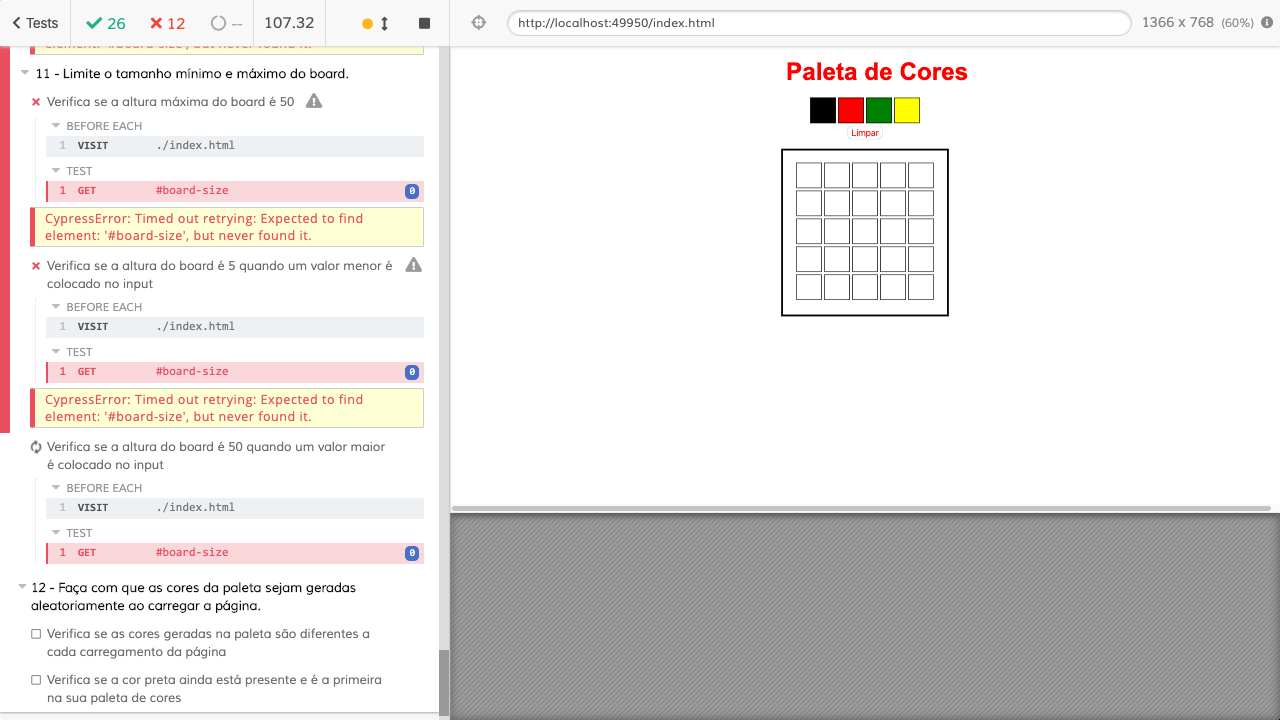 Tests 26 12 -- 107.32
http://localhost:49950/index.html 1366 x 768 (60%)
element: '#board-size', but never found it.
11 - Limite o tamanho mínimo e máximo do board.
Verifica se a altura máxima do board é 50
BEFORE EACH
1 VISIT ./index.html
TEST
1 GET #board-size 0
CypressError: Timed out retrying: Expected to find
element: '#board-size', but never found it.
Verifica se a altura do board é 5 quando um valor menor é
colocado no input
BEFORE EACH
1 VISIT ./index.html
TEST
1 GET #board-size 0
CypressError: Timed out retrying: Expected to find
element: '#board-size', but never found it.
Verifica se a altura do board é 50 quando um valor maior
é colocado no input
BEFORE EACH
1 VISIT ./index.html
TEST
1 GET #board-size 0
12 - Faça com que as cores da paleta sejam geradas
aleatoriamente ao carregar a página.
Verifica se as cores geradas na paleta são diferentes a
cada carregamento da página
Verifica se a cor preta ainda está presente e é a primeira
na sua paleta de cores
Paleta de Cores
Limpar